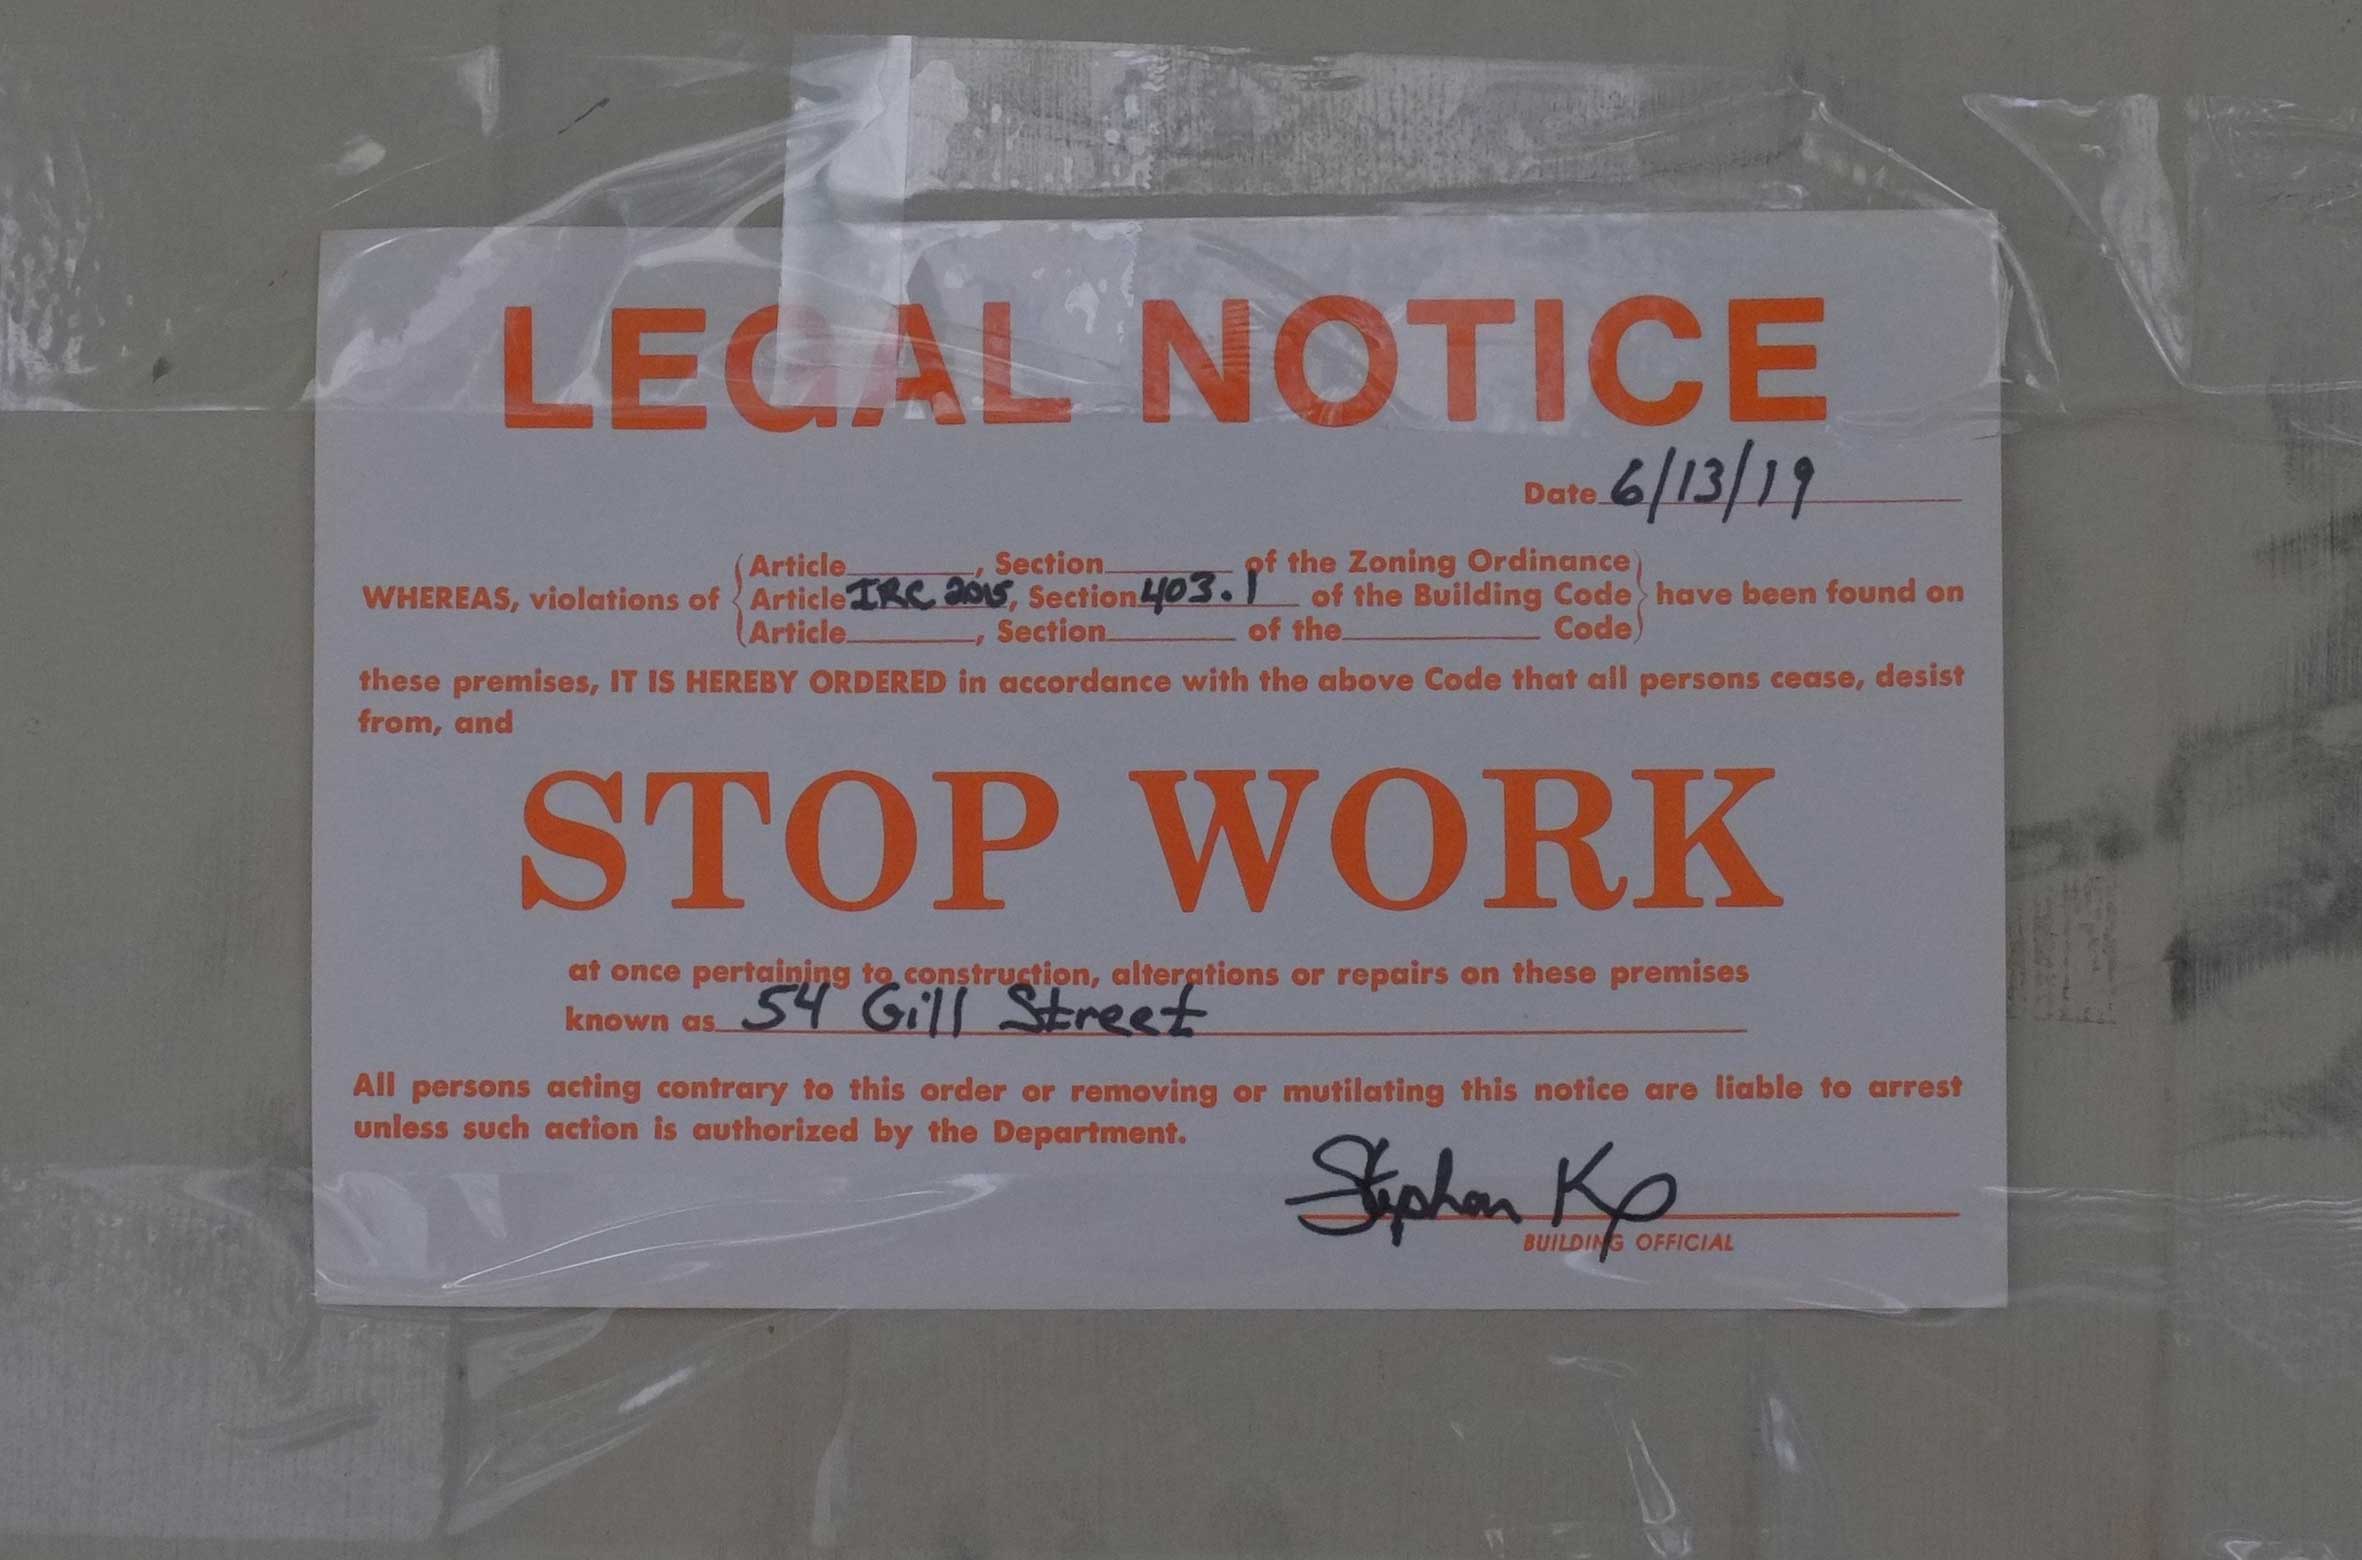 LEGAL NOTICE
Date 6/13/19
Article , Section of the Zoning Ordinance
WHEREAS, violations of Article IRC 2015, Section 403.1 of the Building Code have been found on
Article , Section of the Code
these premises, IT IS HEREBY ORDERED in accordance with the above Code that all persons cease, desist
from, and
STOP WORK
at once pertaining to construction, alterations or repairs on these premises
known as 54 Gill Street
All persons acting contrary to this order or removing or mutilating this notice are liable to arrest
unless such action is authorized by the Department.
Stephan
BUILDING OFFICIAL